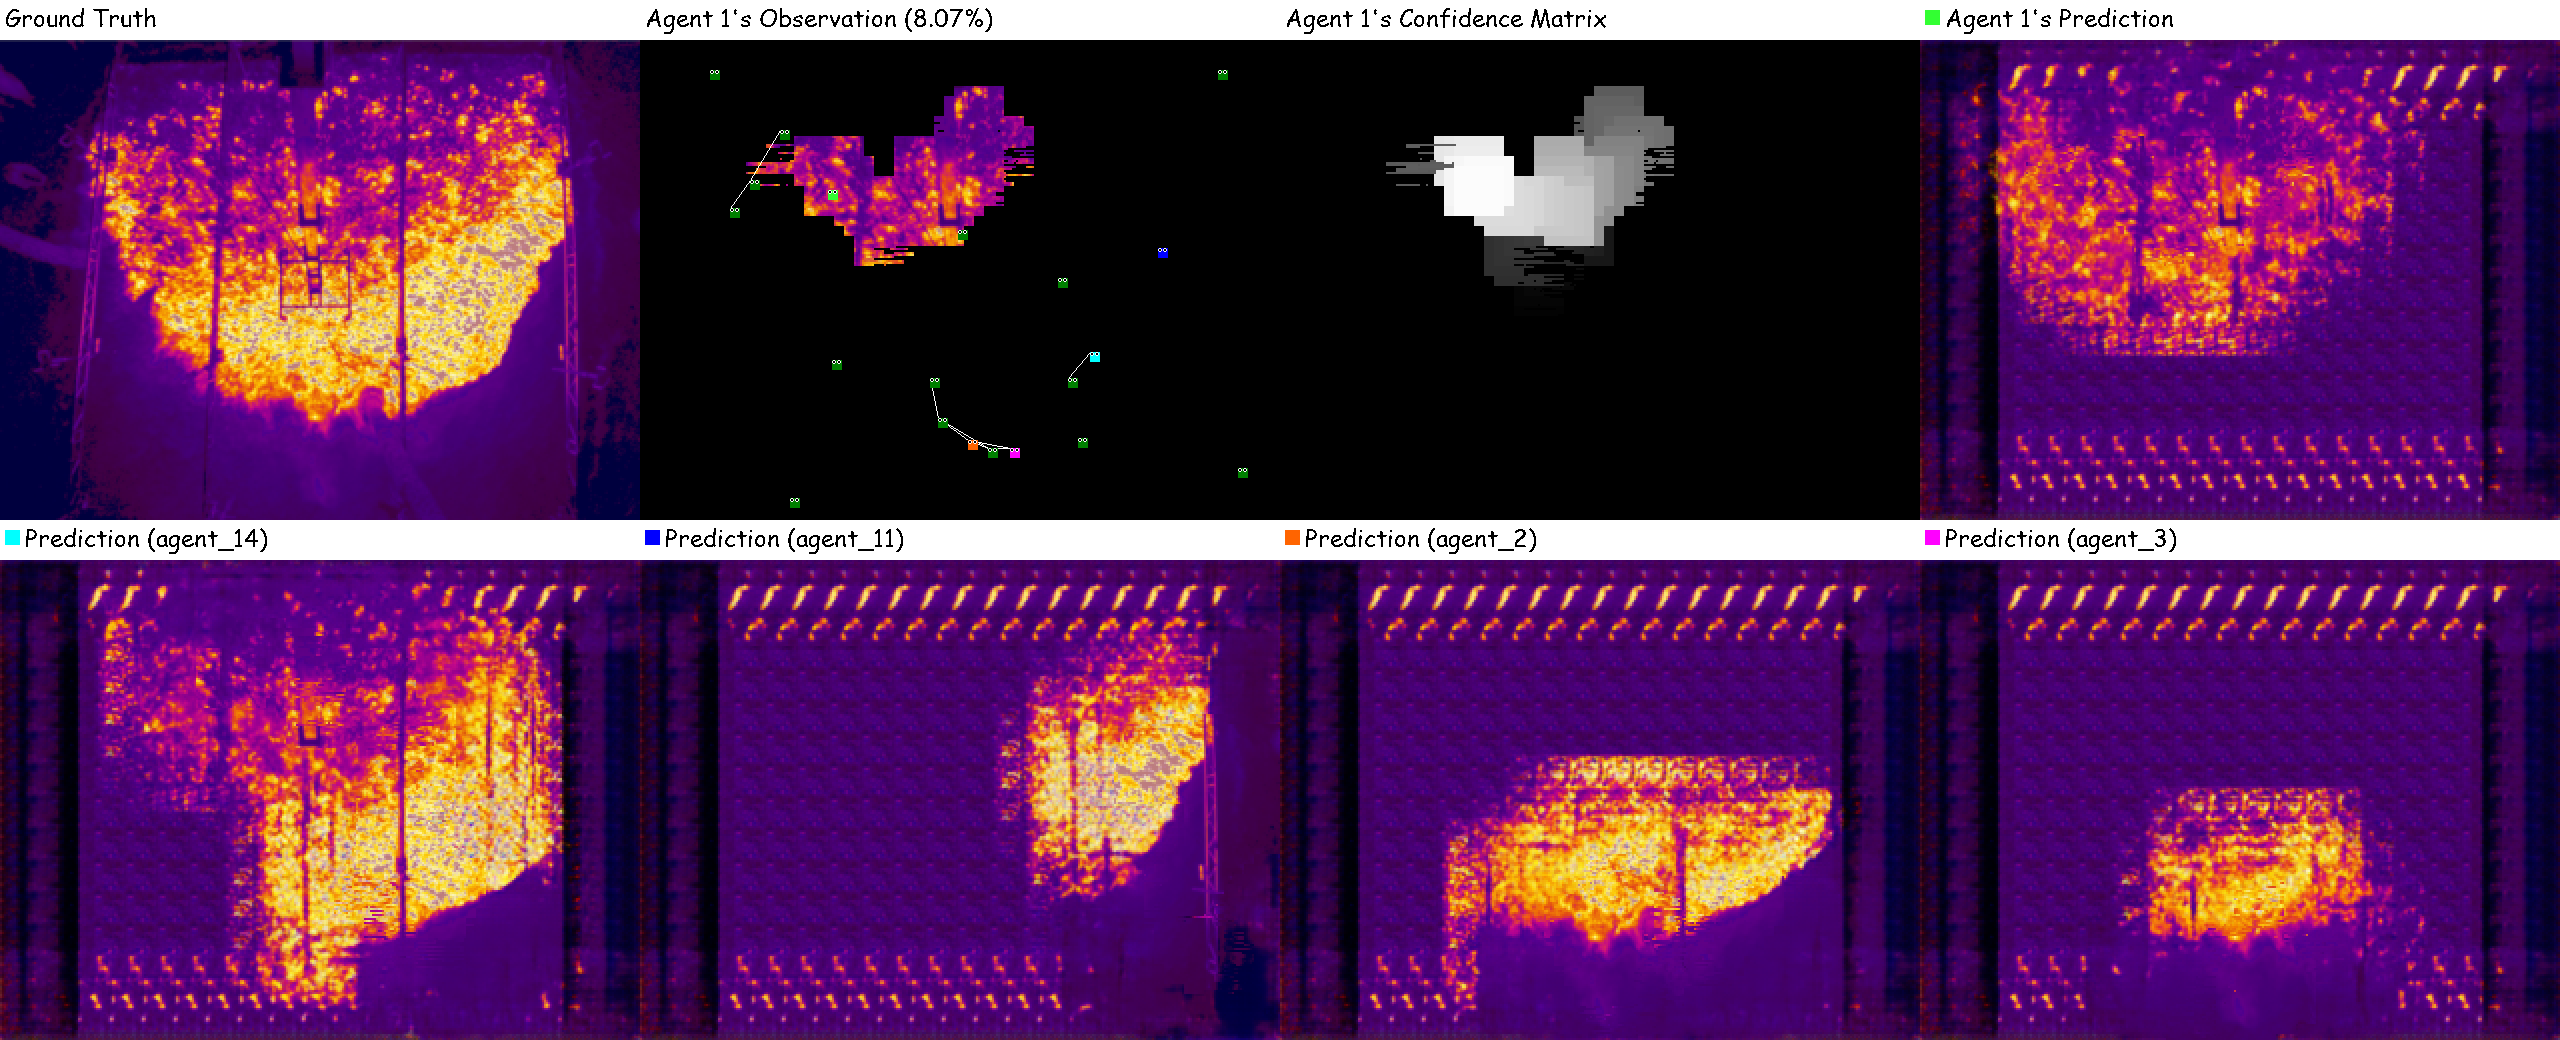 Ground Truth
Agent 1's Observation (8.07%)
Agent 1's Confidence Matrix
Agent 1's Prediction
Prediction (agent_14)
Prediction (agent_11)
Prediction (agent_2)
Prediction (agent_3)